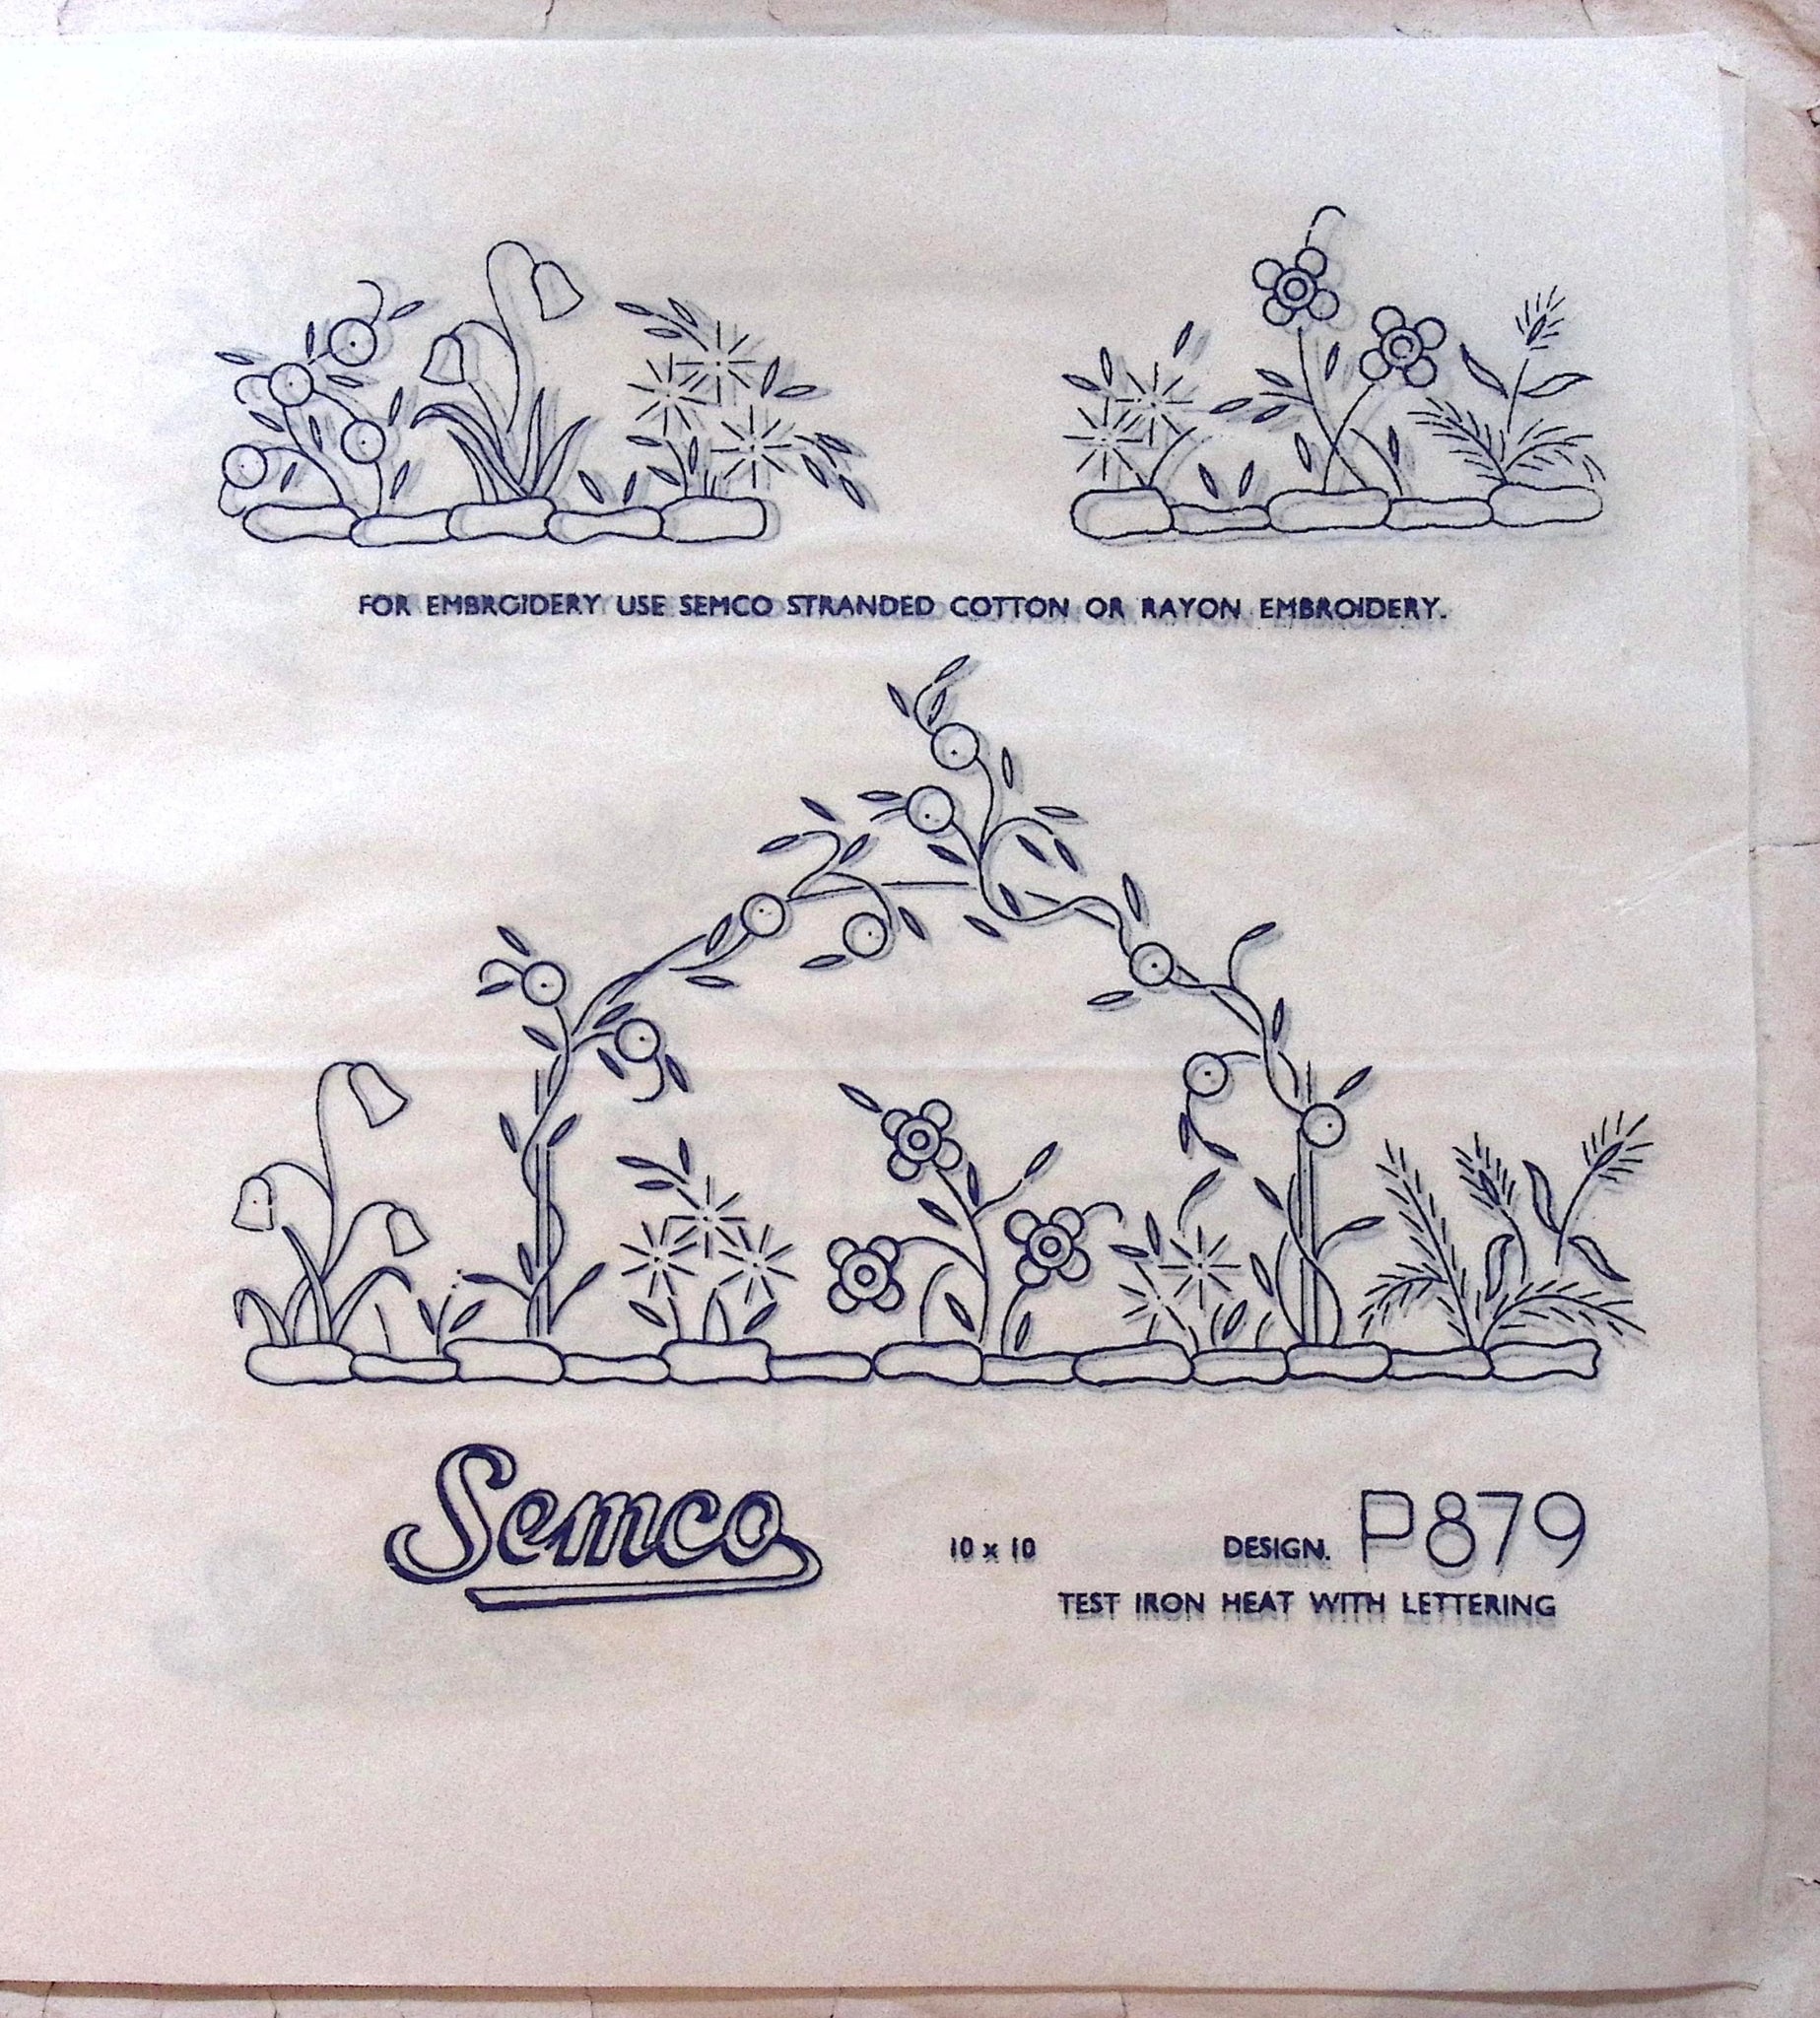 FOR EMBROIDERY USE SEMCO STRANDED COTTON OR RAYON EMBROIDERY.
Semco
10 x 10 DESIGN. P879
TEST IRON HEAT WITH LETTERING